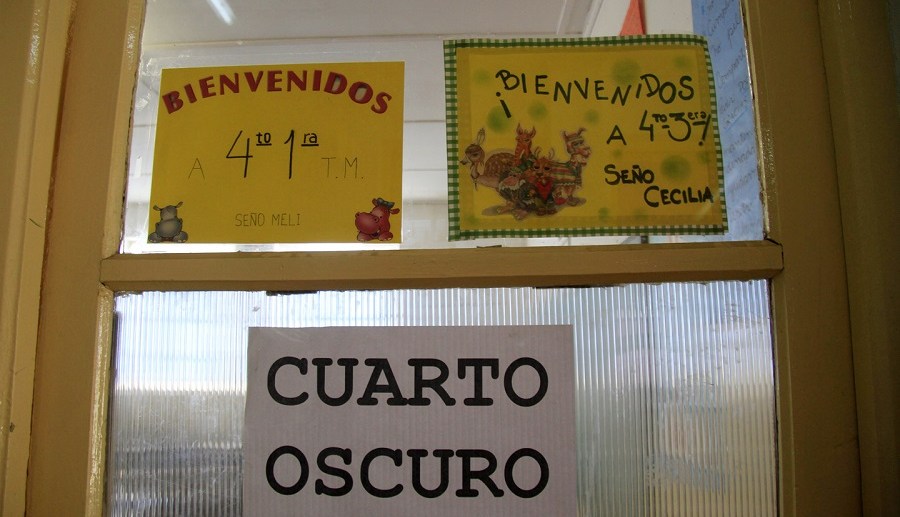 BIENVENIDOS
A 4to 1ra T.M.
SEÑO MELI
¡BIENVENIDOS
A 4TO 3era!
SEÑO
CECILIA
CUARTO
OSCURO